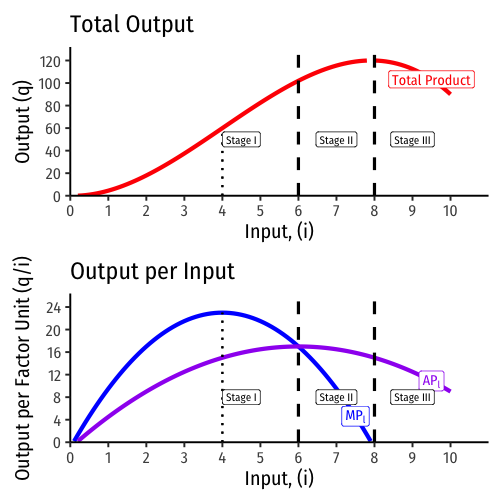 Total Output
Output (q)
120
100
80
60
40
20
0
Total Product
Stage I
Stage II
Stage III
0 1 2 3 4 5 6 7 8 9 10
Input, (i)
Output per Input
Output per Factor Unit (q/i)
24
20
16
12
8
4
0
APl
Stage I
Stage II
Stage III
MPl
0 1 2 3 4 5 6 7 8 9 10
Input, (i)